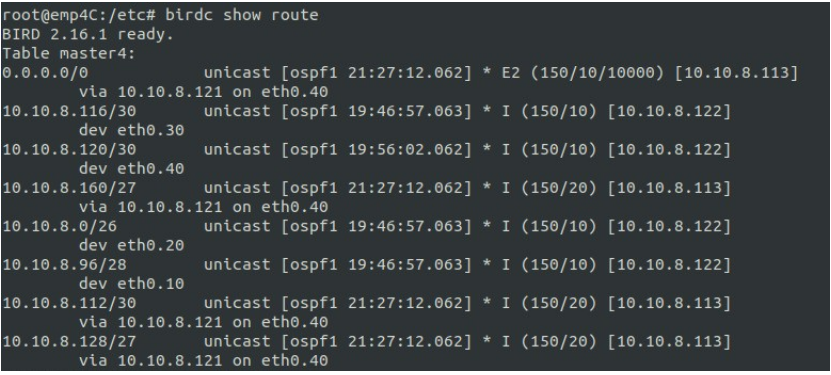 root@emp4C:/etc# birdc show route
BIRD 2.16.1 ready.
Table master4:
0.0.0.0/0            unicast [ospf1 21:27:12.062] * E2 (150/10/10000) [10.10.8.113]
        via 10.10.8.121 on eth0.40
10.10.8.116/30       unicast [ospf1 19:46:57.063] * I (150/10) [10.10.8.122]
        dev eth0.30
10.10.8.120/30       unicast [ospf1 19:56:02.062] * I (150/10) [10.10.8.122]
        dev eth0.40
10.10.8.160/27       unicast [ospf1 21:27:12.062] * I (150/20) [10.10.8.113]
        via 10.10.8.121 on eth0.40
10.10.8.0/26         unicast [ospf1 19:46:57.063] * I (150/10) [10.10.8.122]
        dev eth0.20
10.10.8.96/28        unicast [ospf1 19:46:57.063] * I (150/10) [10.10.8.122]
        dev eth0.10
10.10.8.112/30       unicast [ospf1 21:27:12.062] * I (150/20) [10.10.8.113]
        via 10.10.8.121 on eth0.40
10.10.8.128/27       unicast [ospf1 21:27:12.062] * I (150/20) [10.10.8.113]
        via 10.10.8.121 on eth0.40